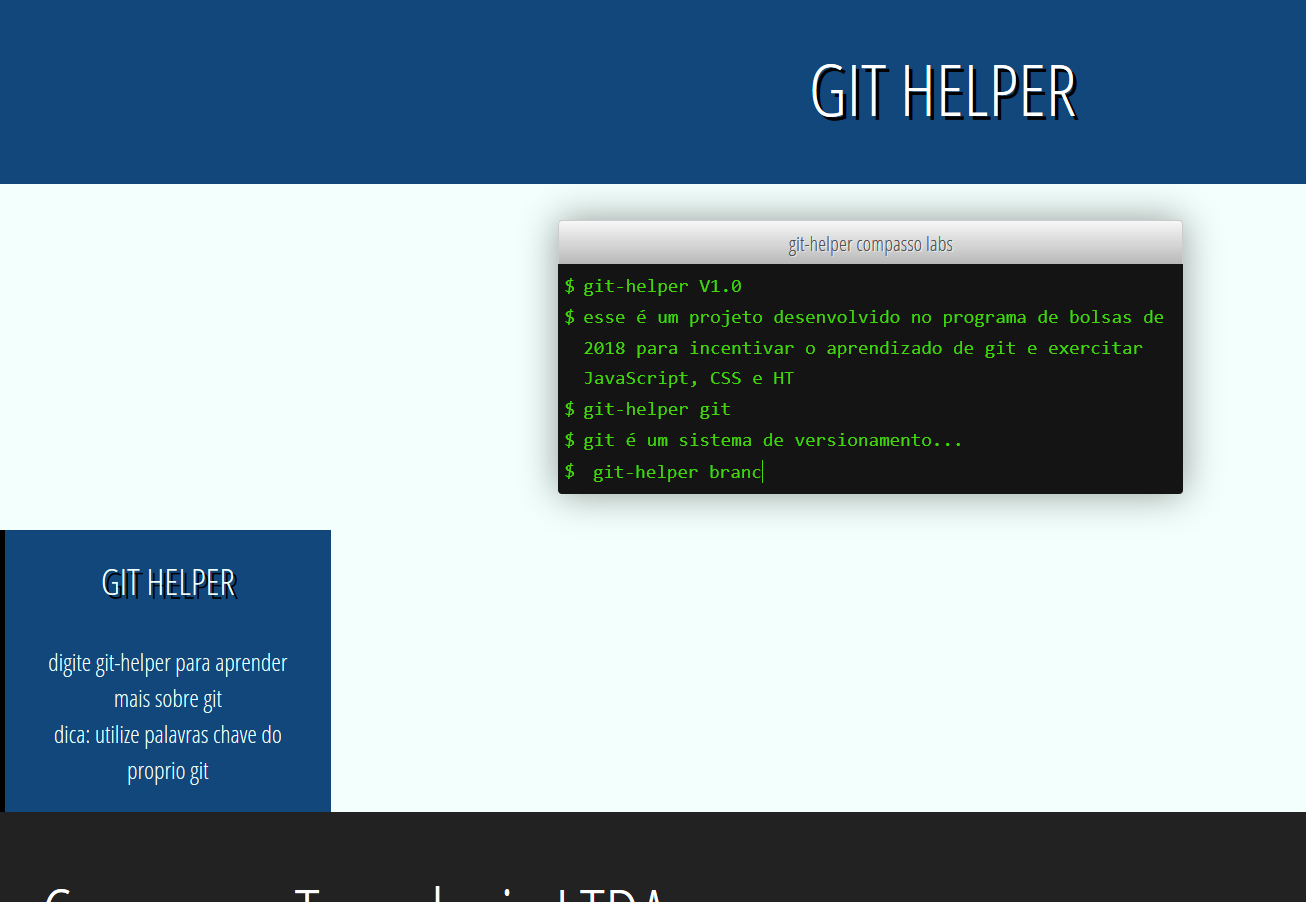 GIT HELPER
git-helper compasso labs
$ git-helper V1.0
$ esse é um projeto desenvolvido no programa de bolsas de
2018 para incentivar o aprendizado de git e exercitar
JavaScript, CSS e HT
$ git-helper git
$ git é um sistema de versionamento...
$ git-helper branc
GIT HELPER
digite git-helper para aprender
mais sobre git
dica: utilize palavras chave do
proprio git
LTDA